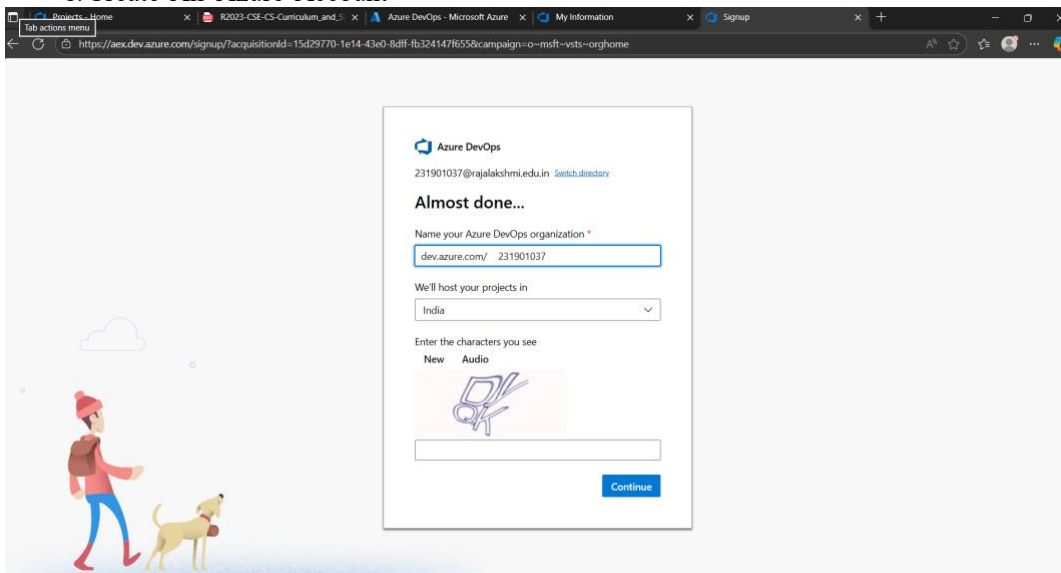 Projects - Home
R2023-CSE-CS-Curriculum_and_S
Azure DevOps - Microsoft Azure
My Information
Signup
Tab actions menu
https://aex.dev.azure.com/signup/?acquisitionId=15d29770-1e14-43e0-8dff-fb324147f655&campaign=o~msft~vsts~orghome
Azure DevOps
231901037@rajalakshmi.edu.in Switch directory
Almost done...
Name your Azure DevOps organization *
dev.azure.com/ 231901037
We'll host your projects in
India
Enter the characters you see
New Audio
Continue